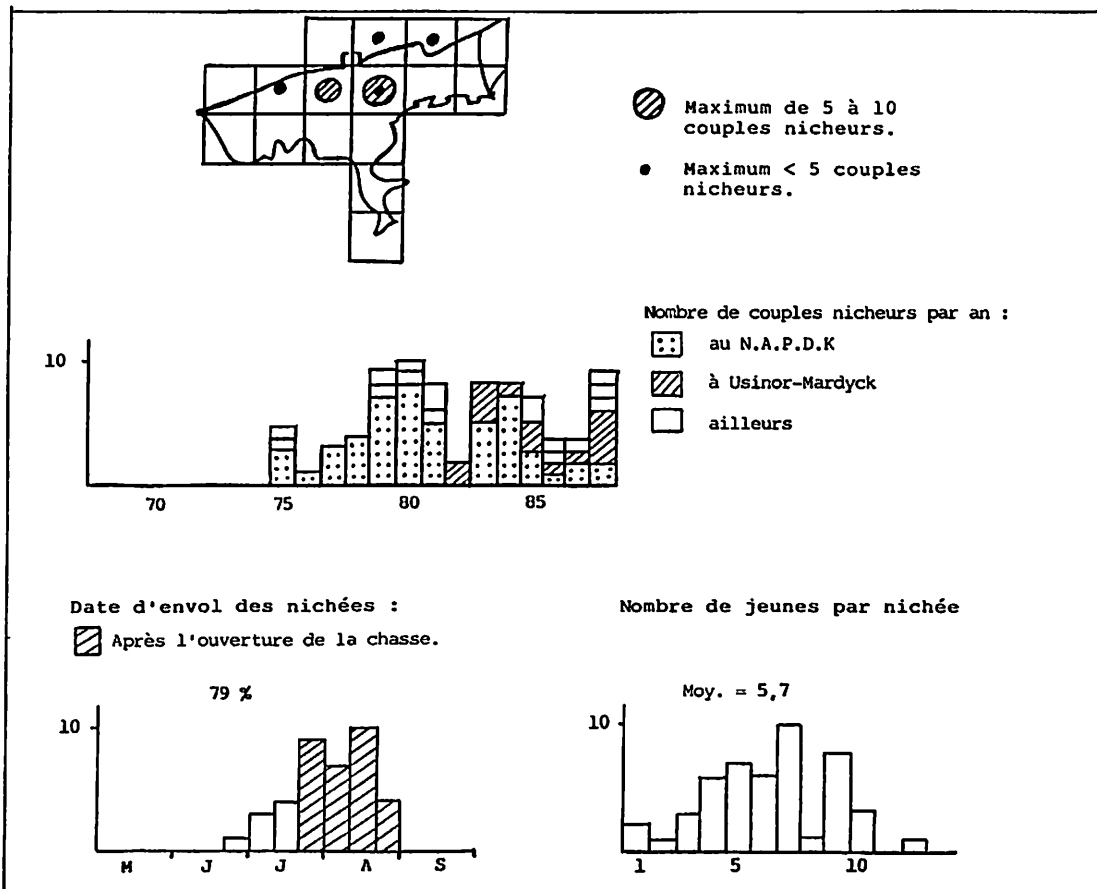 Maximum de 5 à 10
couples nicheurs.
Maximum < 5 couples
nicheurs.
Nombre de couples nicheurs par an :
au N.A.P.D.K
à Usinor-Mardyck
ailleurs
10
70 75 80 85
Date d'envol des nichées :
Après l'ouverture de la chasse.
79 %
10
M J J A S
Nombre de jeunes par nichée
Moy. = 5,7
10
1 5 10